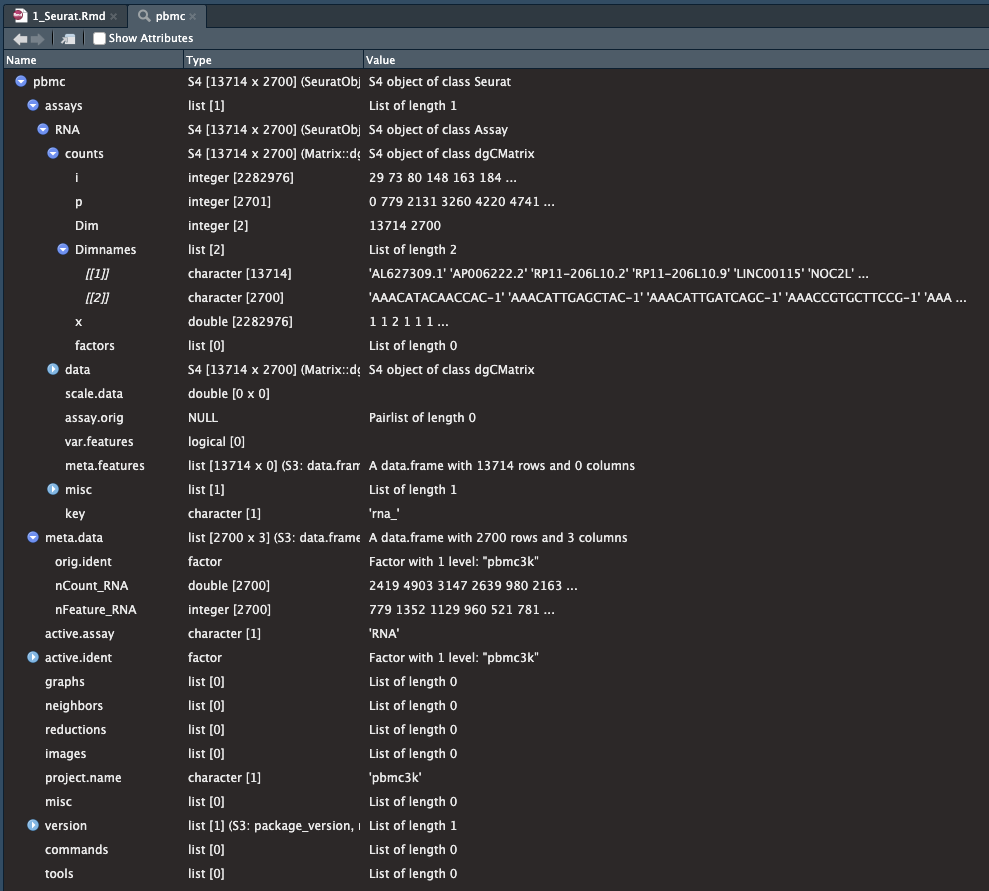 1_Seurat.Rmd × pbmc ×
Show Attributes
Name Type Value
pbmc S4 [13714 x 2700] (SeuratObj S4 object of class Seurat
assays list [1] List of length 1
RNA S4 [13714 x 2700] (SeuratObj S4 object of class Assay
counts S4 [13714 x 2700] (Matrix::dg S4 object of class dgCMatrix
i integer [2282976] 29 73 80 148 163 184 ...
p integer [2701] 0 779 2131 3260 4220 4741 ...
Dim integer [2] 13714 2700
Dimnames list [2] List of length 2
[[1]] character [13714] 'AL627309.1' 'AP006222.2' 'RP11-206L10.2' 'RP11-206L10.9' 'LINC00115' 'NOC2L' ...
[[2]] character [2700] 'AAACATACAACCAC-1' 'AAACATTGAGCTAC-1' 'AAACATTGATCAGC-1' 'AAACCGTGCTTCCG-1' 'AAA ...
x double [2282976] 1 1 2 1 1 1 ...
factors list [0] List of length 0
data S4 [13714 x 2700] (Matrix::dg S4 object of class dgCMatrix
scale.data double [0 x 0]
assay.orig NULL Pairlist of length 0
var.features logical [0]
meta.features list [13714 x 0] (S3: data.fram A data.frame with 13714 rows and 0 columns
misc list [1] List of length 1
key character [1] 'rna_'
meta.data list [2700 x 3] (S3: data.frame A data.frame with 2700 rows and 3 columns
orig.ident factor Factor with 1 level: "pbmc3k"
nCount_RNA double [2700] 2419 4903 3147 2639 980 2163 ...
nFeature_RNA integer [2700] 779 1352 1129 960 521 781 ...
active.assay character [1] 'RNA'
active.ident factor Factor with 1 level: "pbmc3k"
graphs list [0] List of length 0
neighbors list [0] List of length 0
reductions list [0] List of length 0
images list [0] List of length 0
project.name character [1] 'pbmc3k'
misc list [0] List of length 0
version list [1] (S3: package_version, List of length 1
commands list [0] List of length 0
tools list [0] List of length 0